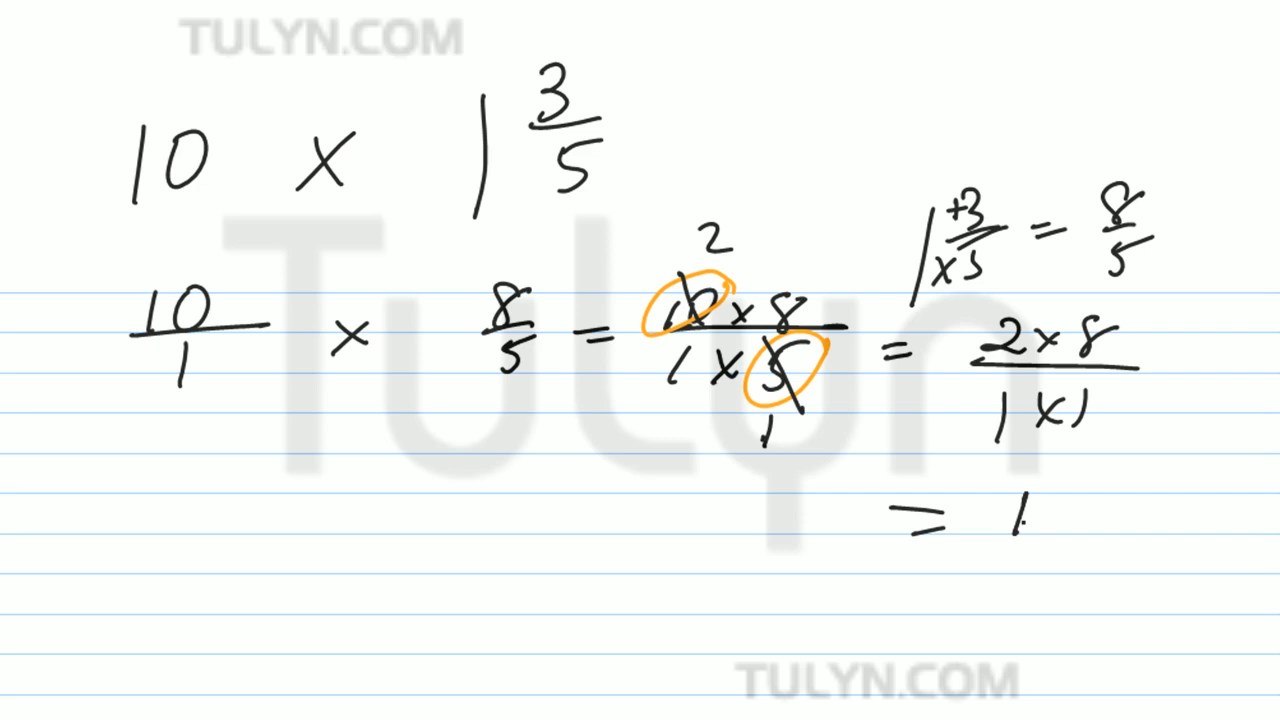 TULYN.COM
10 x 1 3/5
1 +3/x5 = 8/5
2
10/1 x 8/5 = 10 x 8/1 x 5 = 2 x 8/1 x 1
1
= 1
Tulyn
TULYN.COM